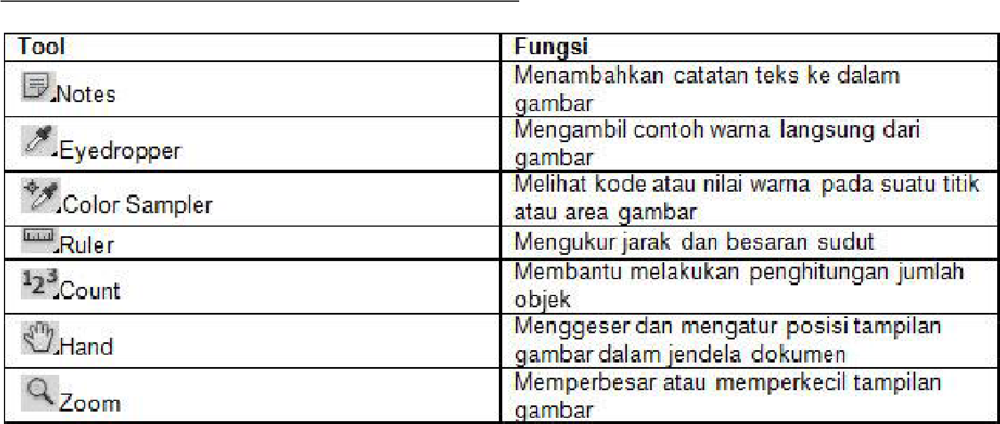 Tool Fungsi
Notes Menambahkan catatan teks ke dalam
gambar
Eyedropper Mengambil contoh warna langsung dari
gambar
Color Sampler Melihat kode atau nilai warna pada suatu titik
atau area gambar
Ruler Mengukur jarak dan besaran sudut
123 Count Membantu melakukan penghitungan jumlah
objek
Hand Menggeser dan mengatur posisi tampilan
gambar dalam jendela dokumen
Zoom Memperbesar atau memperkecil tampilan
gambar